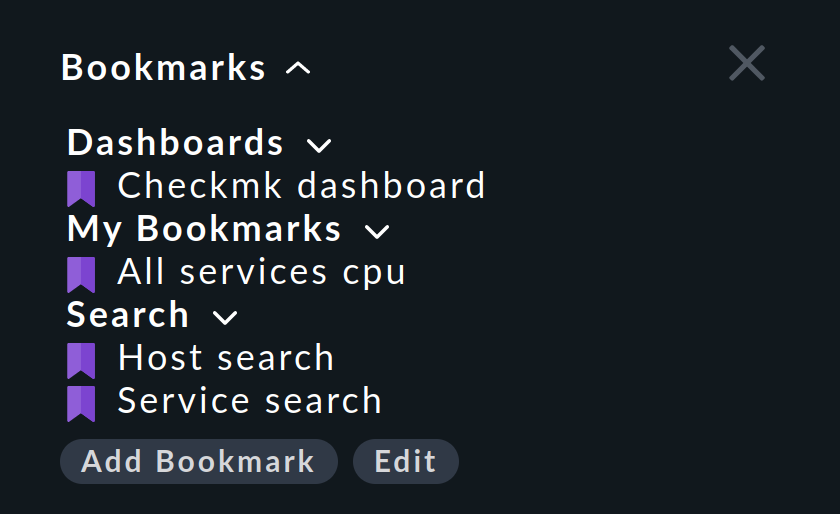 Bookmarks
Dashboards
Checkmk dashboard
My Bookmarks
All services cpu
Search
Host search
Service search
Add Bookmark Edit